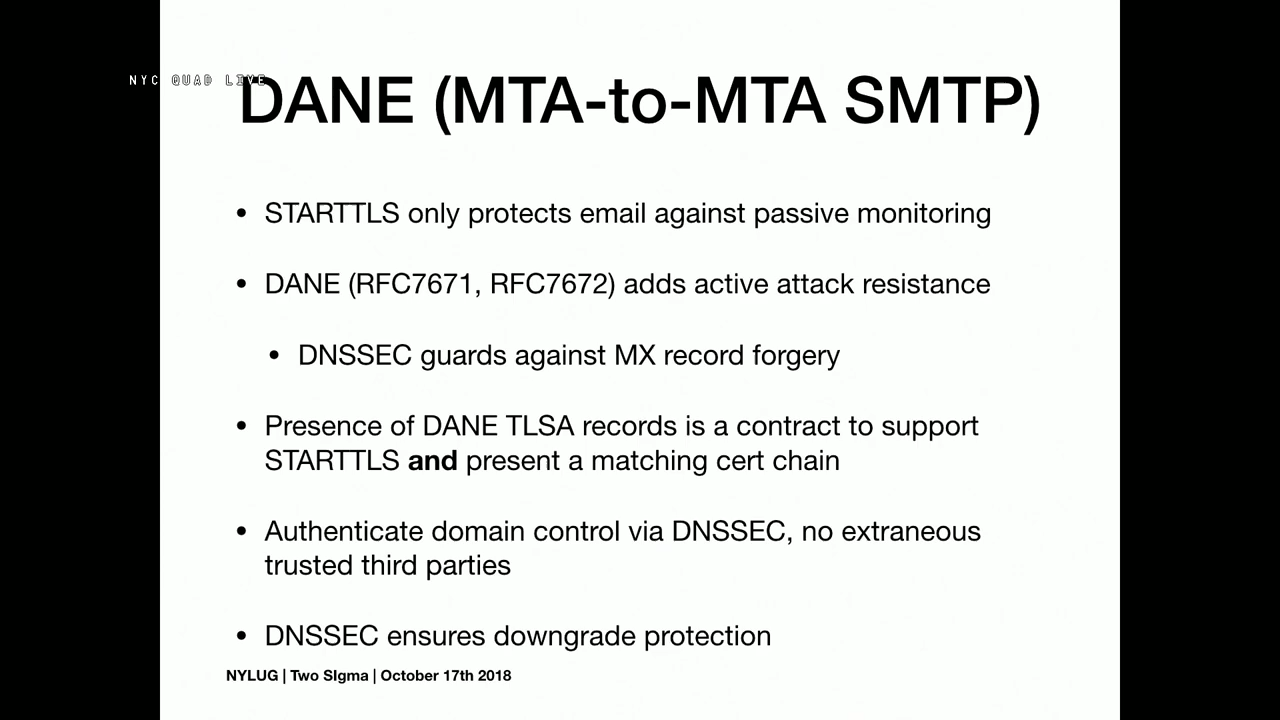 NYC QUAD LIVE
DANE (MTA-to-MTA SMTP)
• STARTTLS only protects email against passive monitoring
• DANE (RFC7671, RFC7672) adds active attack resistance
• DNSSEC guards against MX record forgery
• Presence of DANE TLSA records is a contract to support
STARTTLS and present a matching cert chain
• Authenticate domain control via DNSSEC, no extraneous
trusted third parties
• DNSSEC ensures downgrade protection
NYLUG | Two SIgma | October 17th 2018